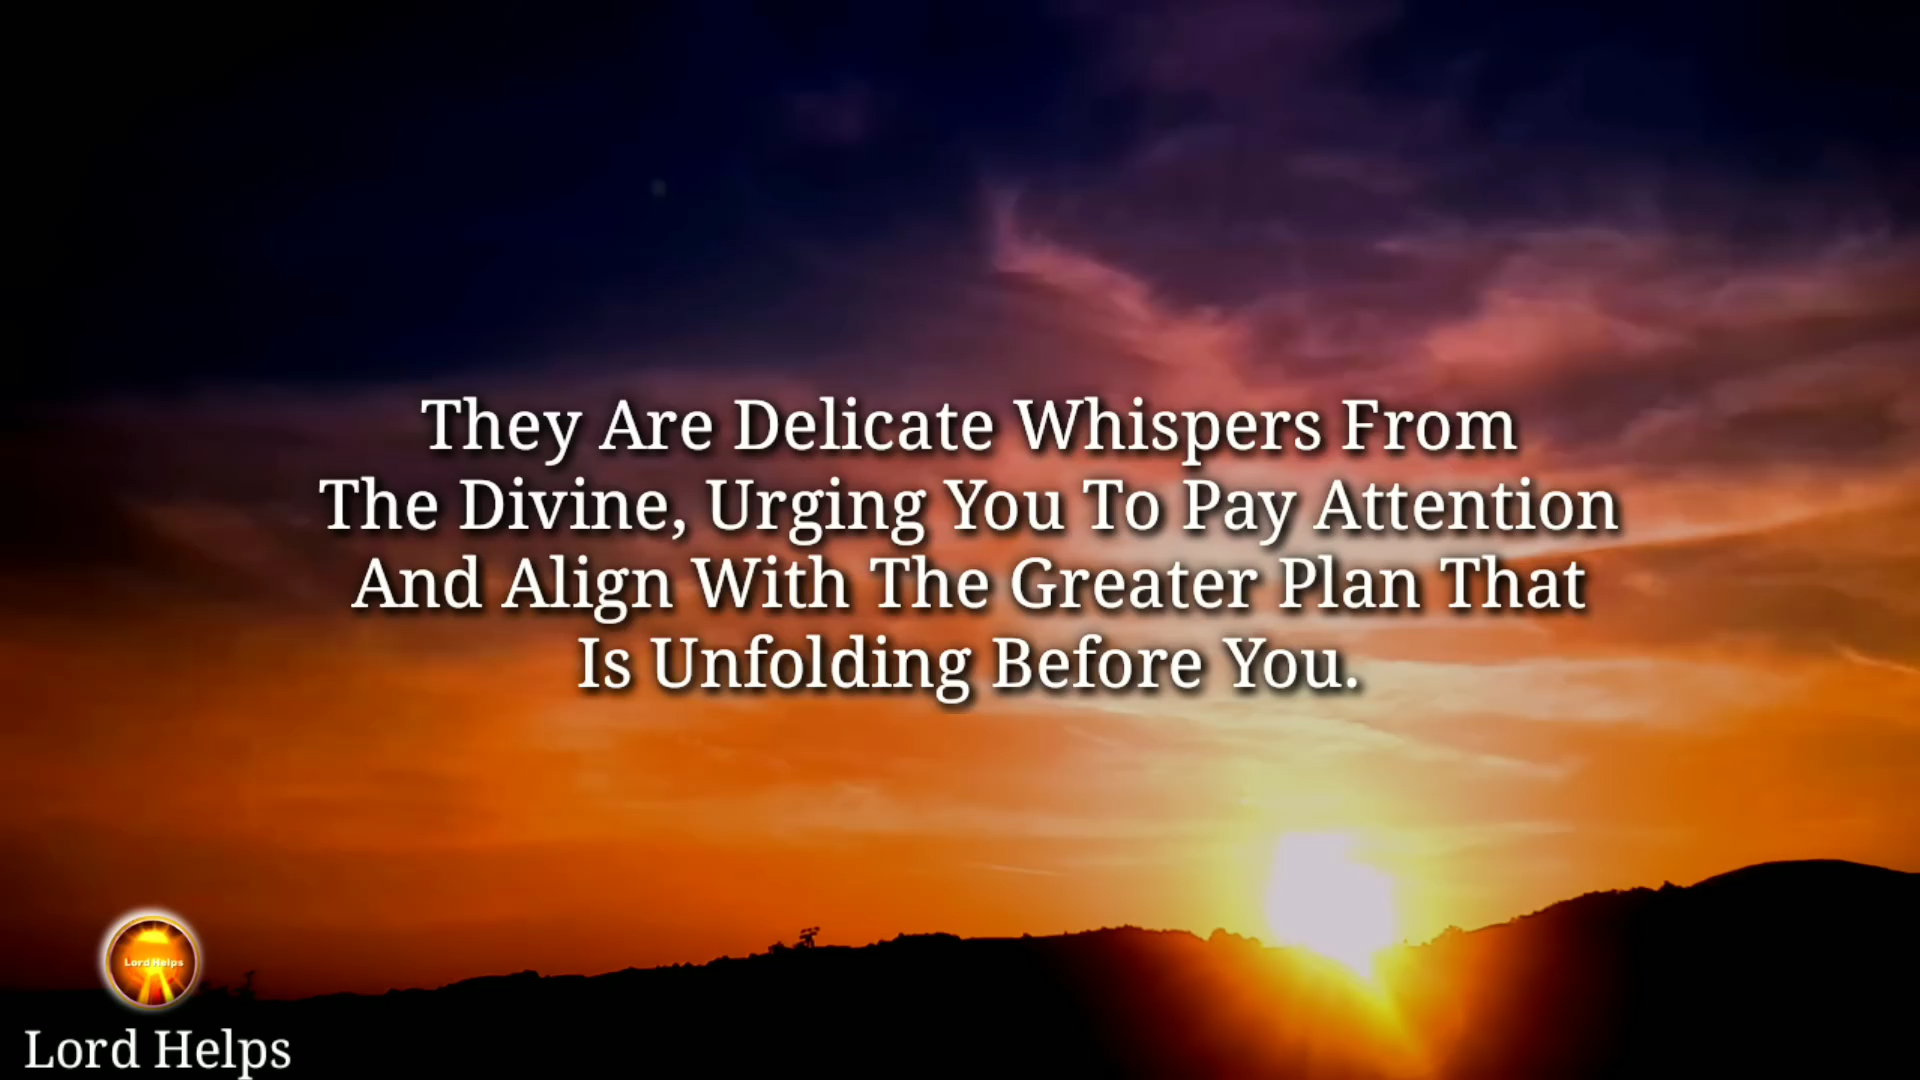 They Are Delicate Whispers From
The Divine, Urging You To Pay Attention
And Align With The Greater Plan That
Is Unfolding Before You.
Lord Helps
Lord Helps